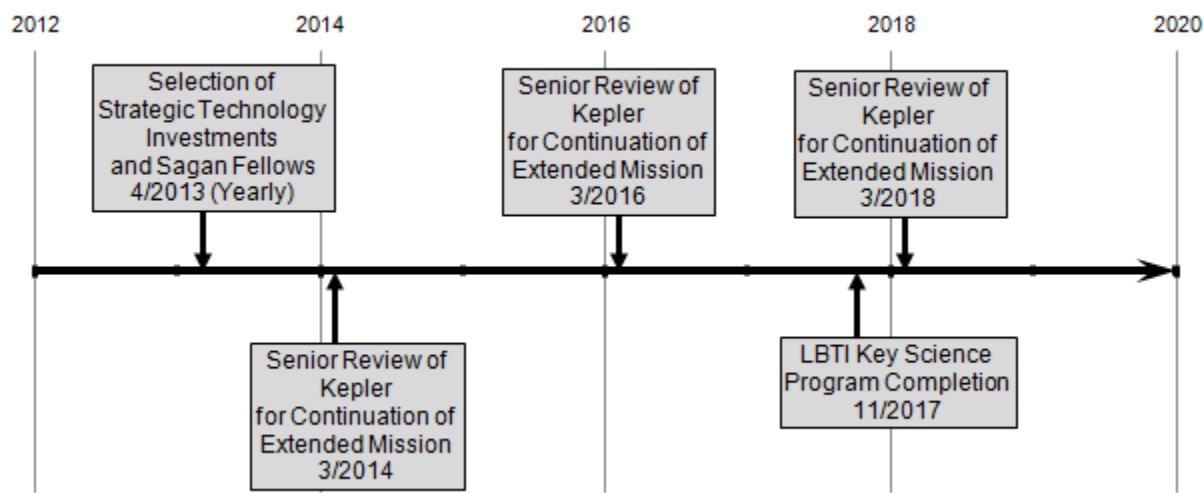 2012
2014
2016
2018
2020
Selection of
Strategic Technology
Investments
and Sagan Fellows
4/2013 (Yearly)
Senior Review of
Kepler
for Continuation of
Extended Mission
3/2016
Senior Review of
Kepler
for Continuation of
Extended Mission
3/2018
Senior Review of
Kepler
for Continuation of
Extended Mission
3/2014
LBTI Key Science
Program Completion
11/2017